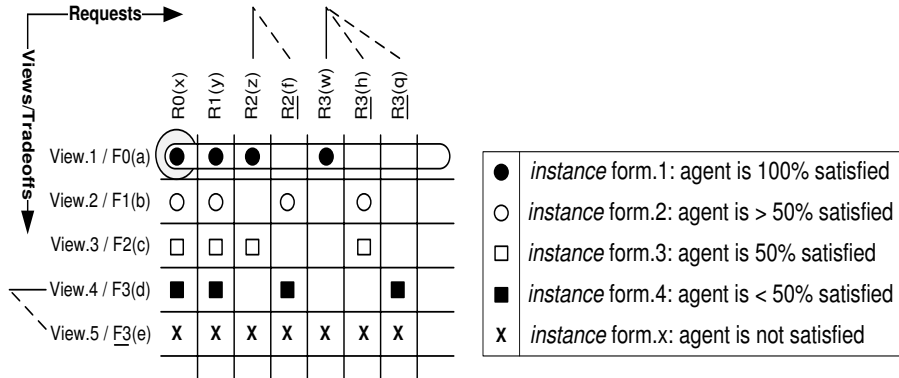 Requests
Views/Tradeoffs
R0(x) R1(y) R2(z) R2(f) R3(w) R3(h) R3(q)
View.1 / F0(a)
View.2 / F1(b)
View.3 / F2(c)
View.4 / F3(d)
View.5 / F3(e) X X X X X X X
instance form.1: agent is 100% satisfied
instance form.2: agent is > 50% satisfied
instance form.3: agent is 50% satisfied
instance form.4: agent is < 50% satisfied
X instance form.x: agent is not satisfied